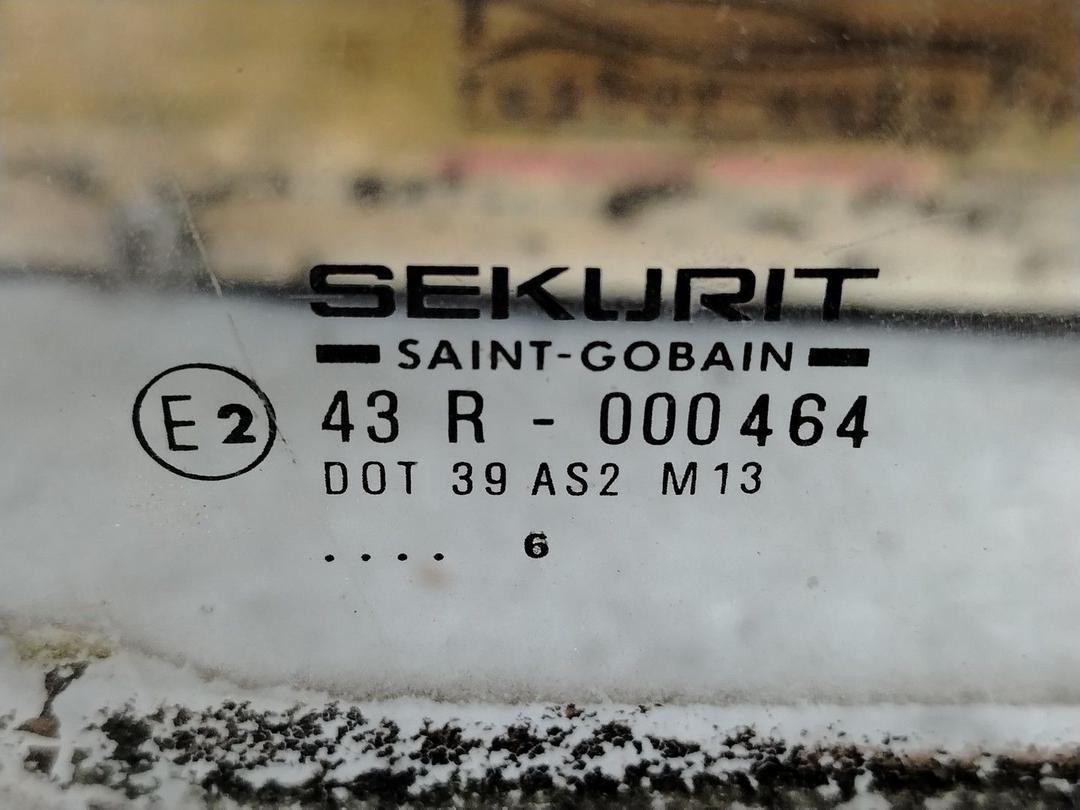 SEKURIT
SAINT-GOBAIN
E2 43 R - 000464
DOT 39 AS2 M13
.... 6